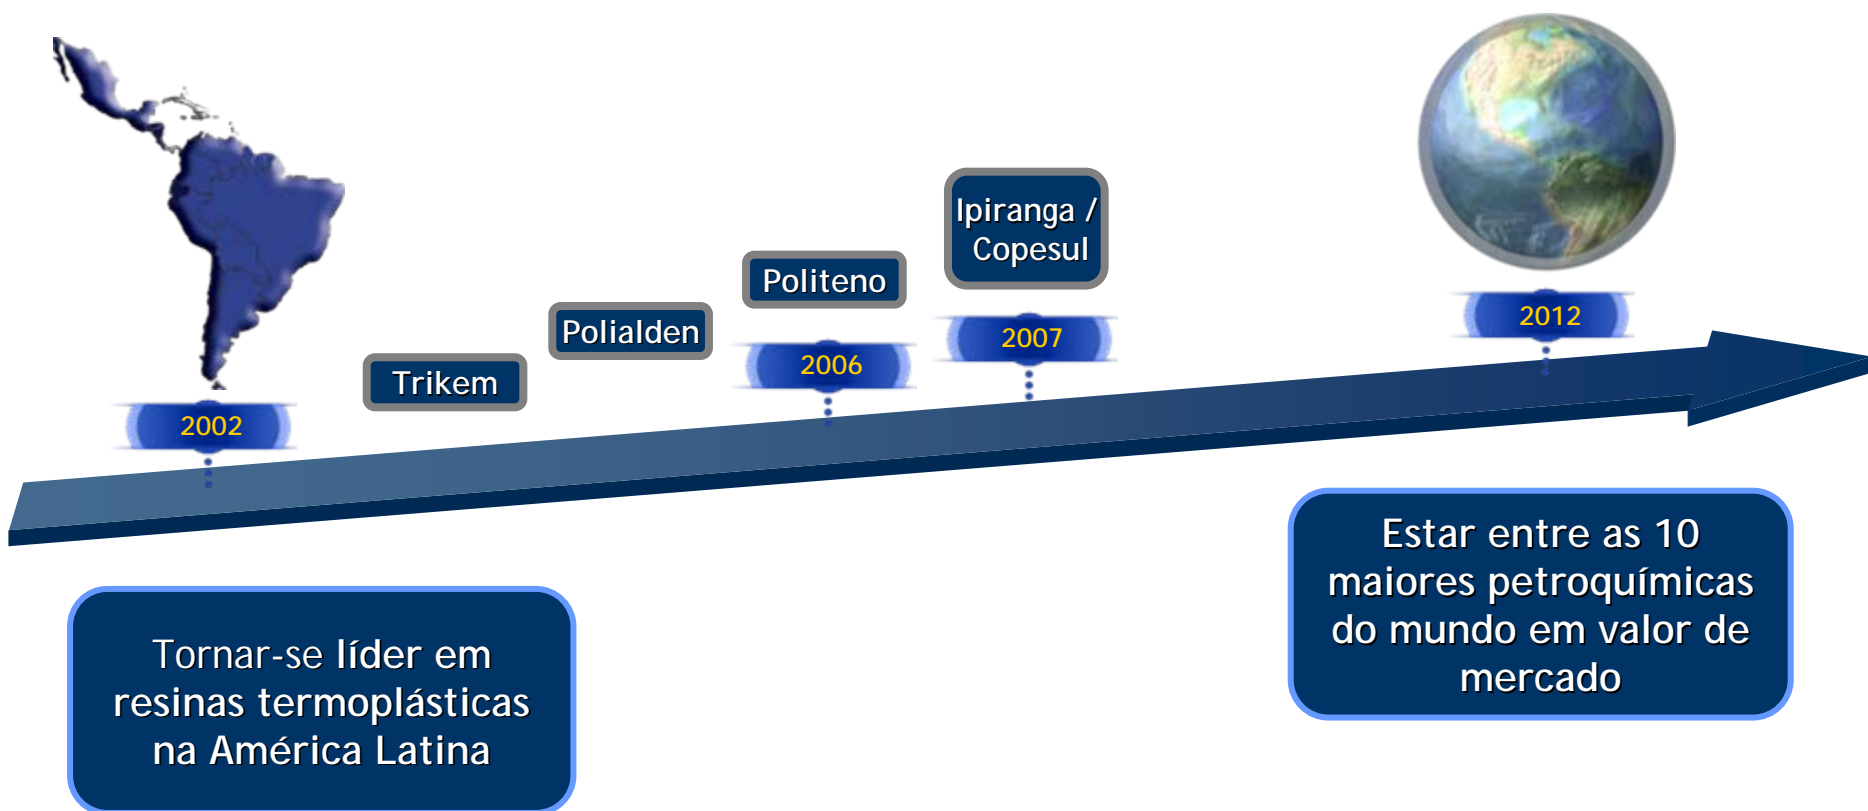 2002
Trikem
Polialden
Politeno
2006
Ipiranga /
Copesul
2007
2012
Tornar-se líder em
resinas termoplásticas
na América Latina
Estar entre as 10
maiores petroquímicas
do mundo em valor de
mercado